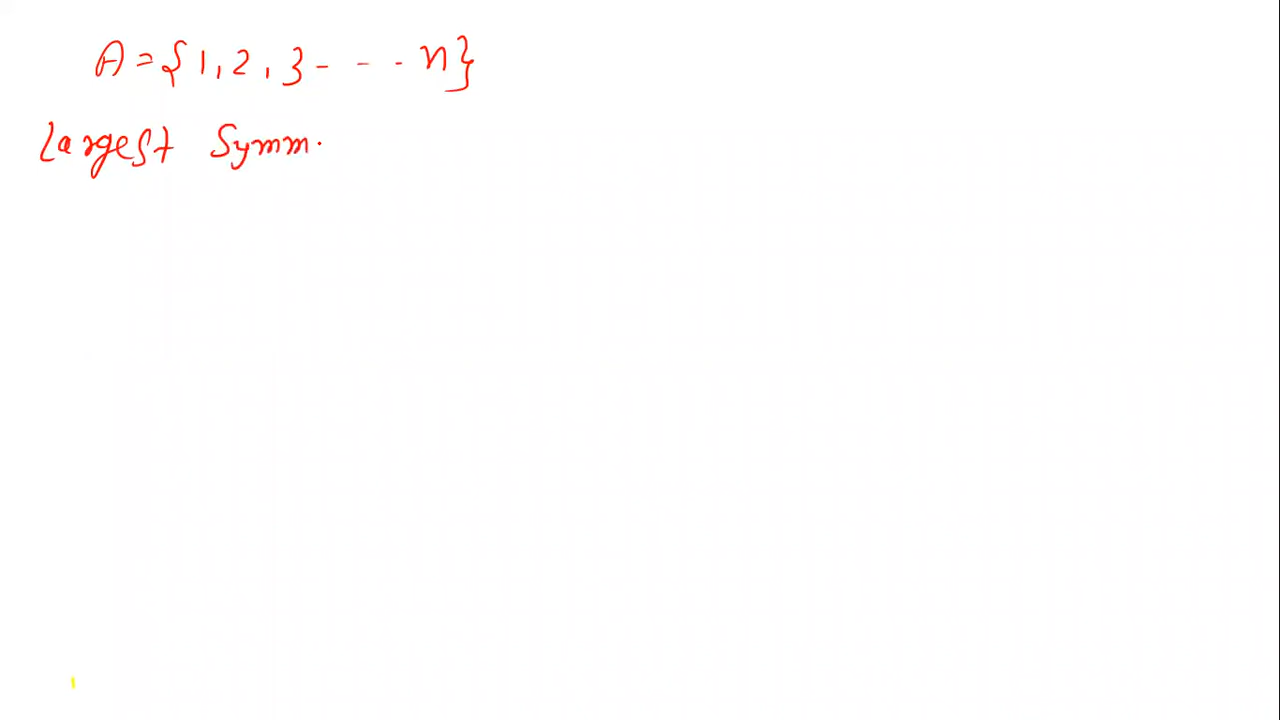 A = {1, 2, 3 - - - n}
Largest Symm.